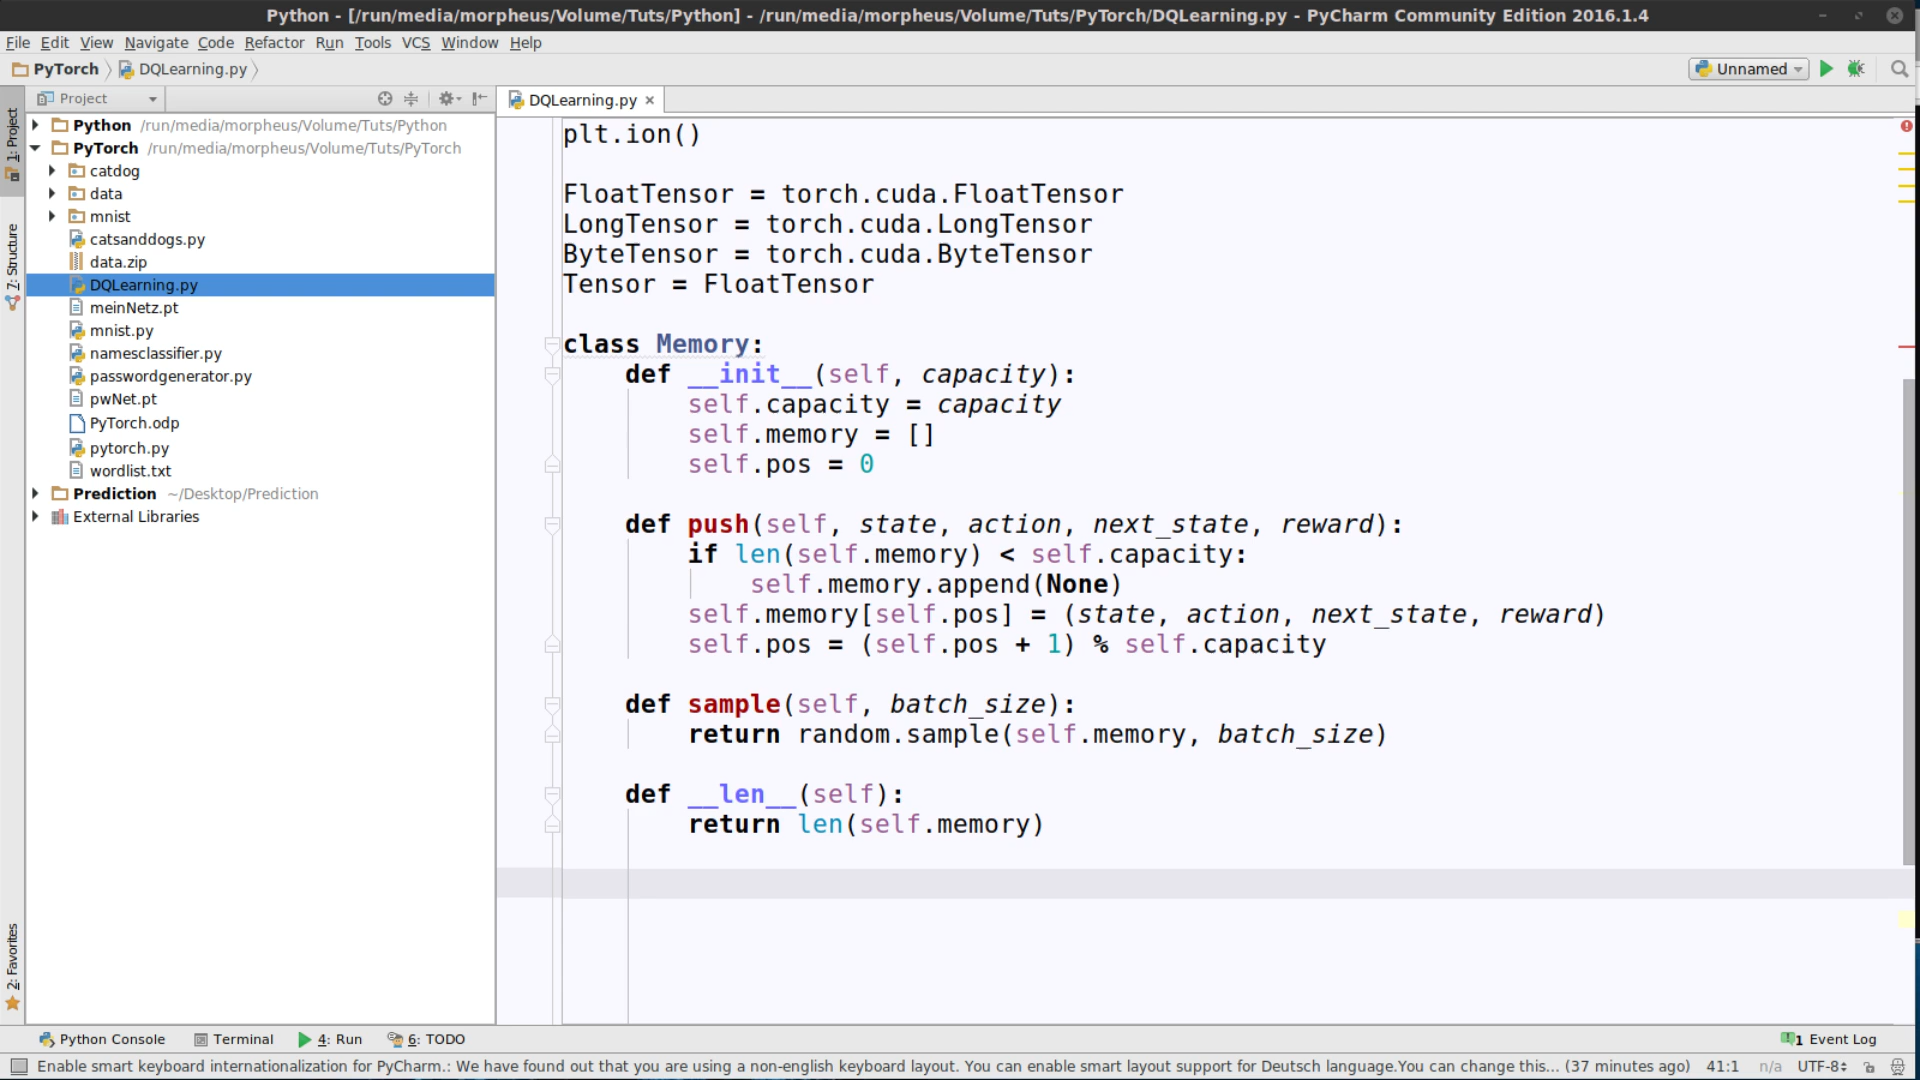 Python - [/run/media/morpheus/Volume/Tuts/Python] - /run/media/morpheus/Volume/Tuts/PyTorch/DQLearning.py - PyCharm Community Edition 2016.1.4
File Edit View Navigate Code Refactor Run Tools VCS Window Help
PyTorch DQLearning.py Unnamed
Project
DQLearning.py
1: Project
7: Structure
2: Favorites
Python /run/media/morpheus/Volume/Tuts/Python
PyTorch /run/media/morpheus/Volume/Tuts/PyTorch
catdog
data
mnist
catsanddogs.py
data.zip
DQLearning.py
meinNetz.pt
mnist.py
namesclassifier.py
passwordgenerator.py
pwNet.pt
PyTorch.odp
pytorch.py
wordlist.txt
Prediction ~/Desktop/Prediction
External Libraries
plt.ion()
FloatTensor = torch.cuda.FloatTensor
LongTensor = torch.cuda.LongTensor
ByteTensor = torch.cuda.ByteTensor
Tensor = FloatTensor
class Memory:
    def __init__(self, capacity):
        self.capacity = capacity
        self.memory = []
        self.pos = 0
    def push(self, state, action, next_state, reward):
        if len(self.memory) < self.capacity:
            self.memory.append(None)
        self.memory[self.pos] = (state, action, next_state, reward)
        self.pos = (self.pos + 1) % self.capacity
    def sample(self, batch_size):
        return random.sample(self.memory, batch_size)
    def __len__(self):
        return len(self.memory)
Python Console Terminal 4: Run 6: TODO 1 Event Log
Enable smart keyboard internationalization for PyCharm.: We have found out that you are using a non-english keyboard layout. You can enable smart layout support for Deutsch language.You can change this... (37 minutes ago) 41:1 n/a UTF-8